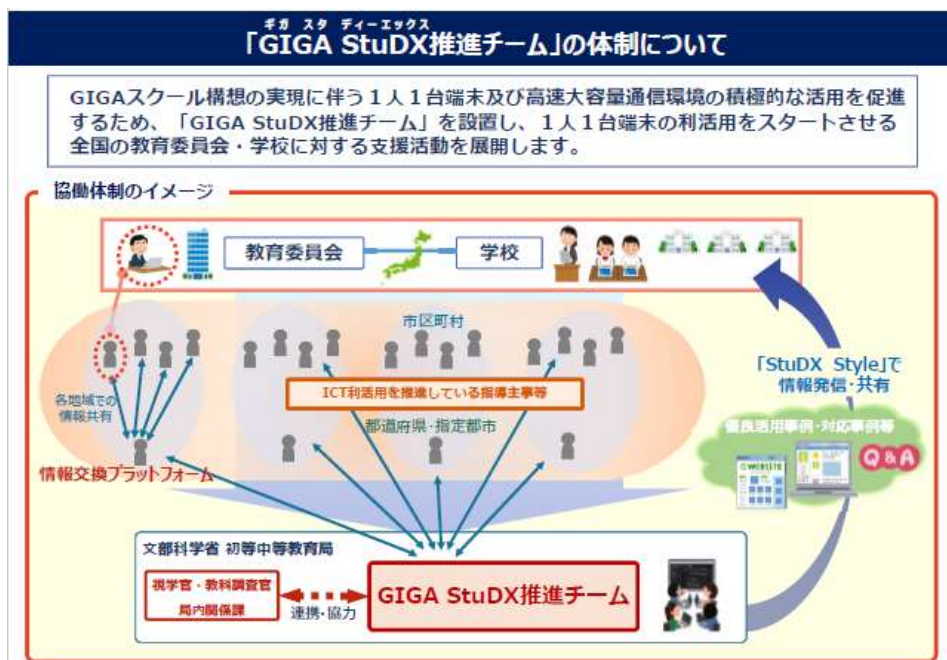 ギガ スタ ディーエックス
「GIGA StuDX推進チーム」の体制について
GIGAスクール構想の実現に伴う１人１台端末及び高速大容量通信環境の積極的な活用を促進
するため、「GIGA StuDX推進チーム」を設置し、１人１台端末の利活用をスタートさせる
全国の教育委員会・学校に対する支援活動を展開します。
協働体制のイメージ
教育委員会
学校
市区町村
「StuDX Style」で
情報発信・共有
各地域での
情報共有
ICT利活用を推進している指導主事等
都道府県・指定都市
優良活用事例・対応事例等
WEBSITE
Q&A
情報交換プラットフォーム
文部科学省 初等中等教育局
視学官・教科調査官
局内関係課
連携・協力
GIGA StuDX推進チーム